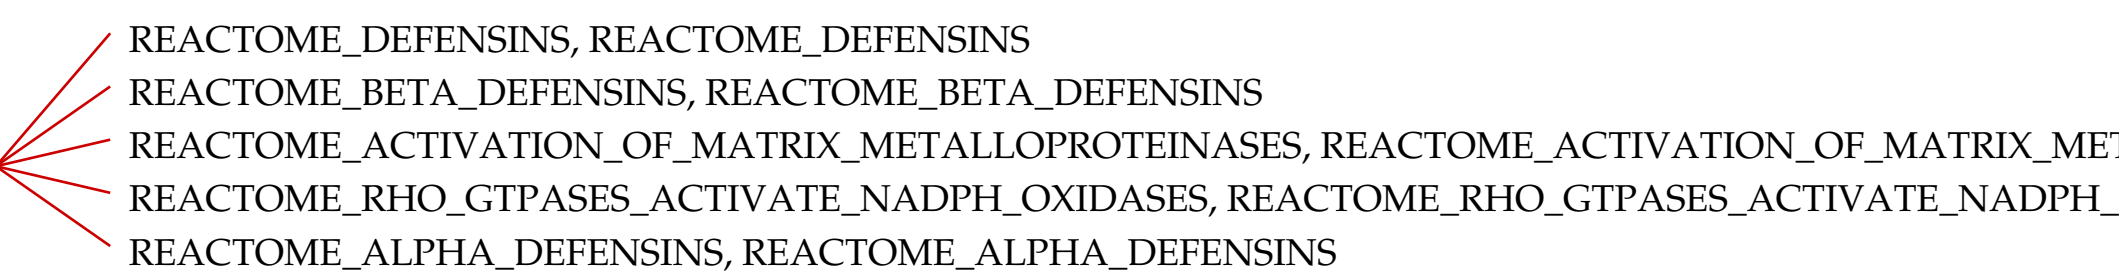 REACTOME_DEFENSINS, REACTOME_DEFENSINS
REACTOME_BETA_DEFENSINS, REACTOME_BETA_DEFENSINS
REACTOME_ACTIVATION_OF_MATRIX_METALLOPROTEINASES, REACTOME_ACTIVATION_OF_MATRIX_MET
REACTOME_RHO_GTPASES_ACTIVATE_NADPH_OXIDASES, REACTOME_RHO_GTPASES_ACTIVATE_NADPH_
REACTOME_ALPHA_DEFENSINS, REACTOME_ALPHA_DEFENSINS